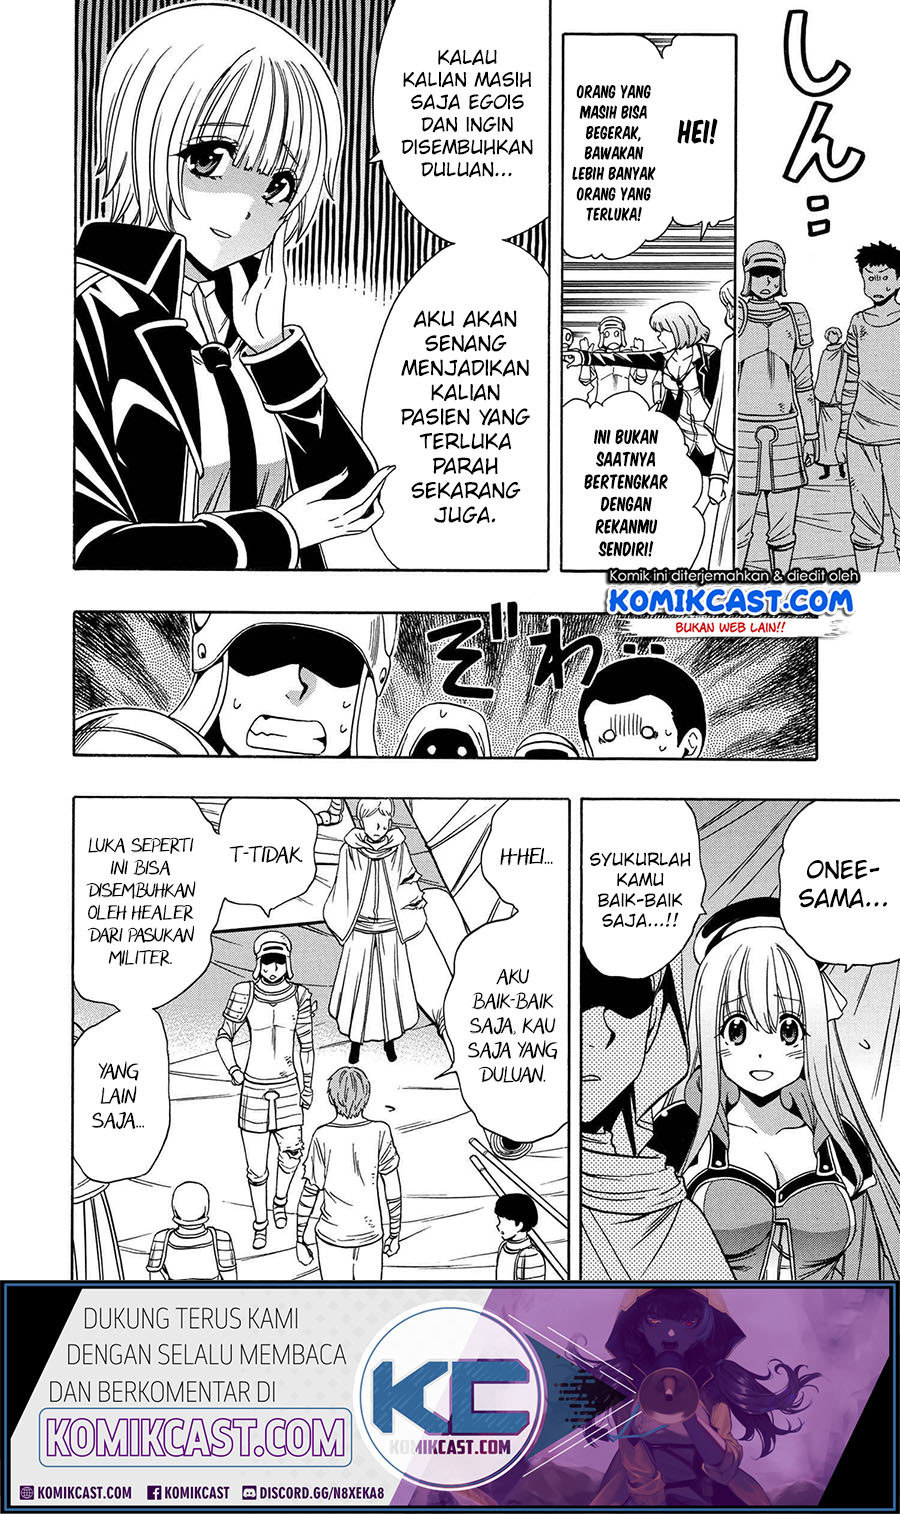 しん‥
HEI!
ORANG YANG
MASIH BISA
BEGERAK,
BAWAKAN
LEBIH BANYAK
ORANG YANG
TERLUKA!
INI BUKAN
SAATNYA
BERTENGKAR
DENGAN
REKANMU
SENDIRI!
KALAU
KALIAN MASIH
SAJA EGOIS
DAN INGIN
DISEMBUHKAN
DULUAN...
AKU AKAN
SENANG
MENJADIKAN
KALIAN
PASIEN YANG
TERLUKA
PARAH
SEKARANG
JUGA.
Komik ini diterjemahkan & diedit oleh
KOMIKCAST.COM
BUKAN WEB LAIN!!
ぞわ‥
ONEE-
SAMA...
SYUKURLAH
KAMU
BAIK-BAIK
SAJA...!!
H-HEI...
AKU
BAIK-BAIK
SAJA, KAU
SAJA YANG
DULUAN.
T-TIDAK
LUKA SEPERTI
INI BISA
DISEMBUHKAN
OLEH HEALER
DARI PASUKAN
MILITER.
YANG
LAIN
SAJA...
DUKUNG TERUS KAMI
DENGAN SELALU MEMBACA
DAN BERKOMENTAR DI
KOMIKCAST.COM
KC
KOMIKCAST.COM
KOMIKCAST.COM
KOMIKCAST
DISCORD.GG/N8XEKA8